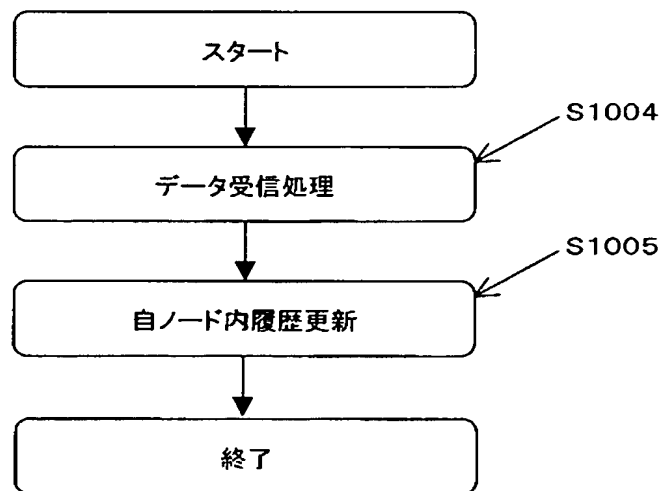 スタート
S1004
データ受信処理
S1005
自ノード内履歴更新
終了